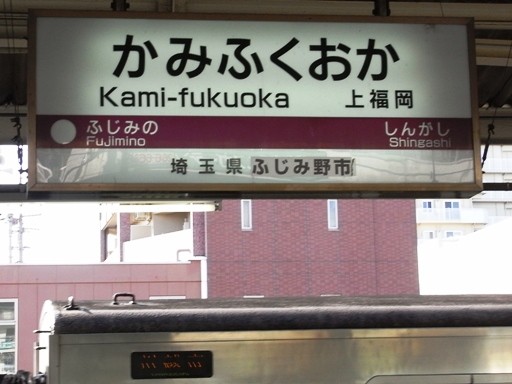 かみふくおか
Kami-fukuoka 上福岡
ふじみの しんがし
Fujimino Shingashi
埼玉県ふじみ野市